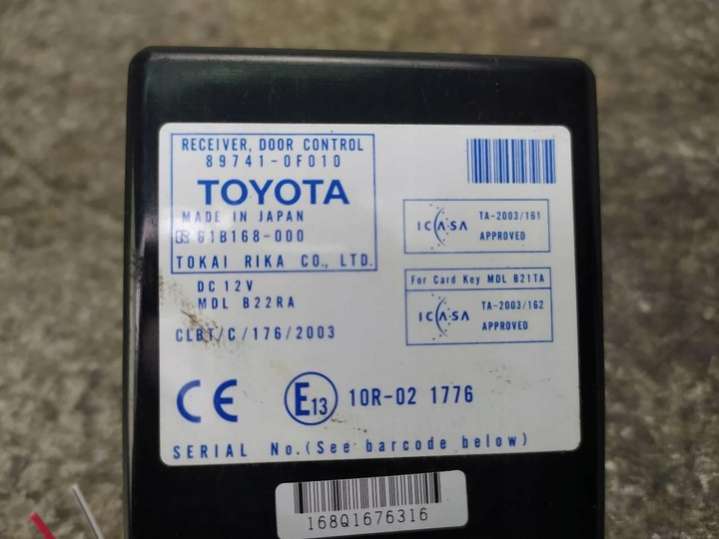 RECEIVER, DOOR CONTROL
89741-0F010
TOYOTA
MADE IN JAPAN
61B168-000
TOKAI RIKA CO., LTD.
DC 12V
MDL B22RA
CLBT/C/176/2003
ICASA
TA-2003/161
APPROVED
For Card Key MDL B21TA
ICASA
TA-2003/162
APPROVED
CE
E13 10R-02 1776
SERIAL No.(See barcode below)
168Q1676316